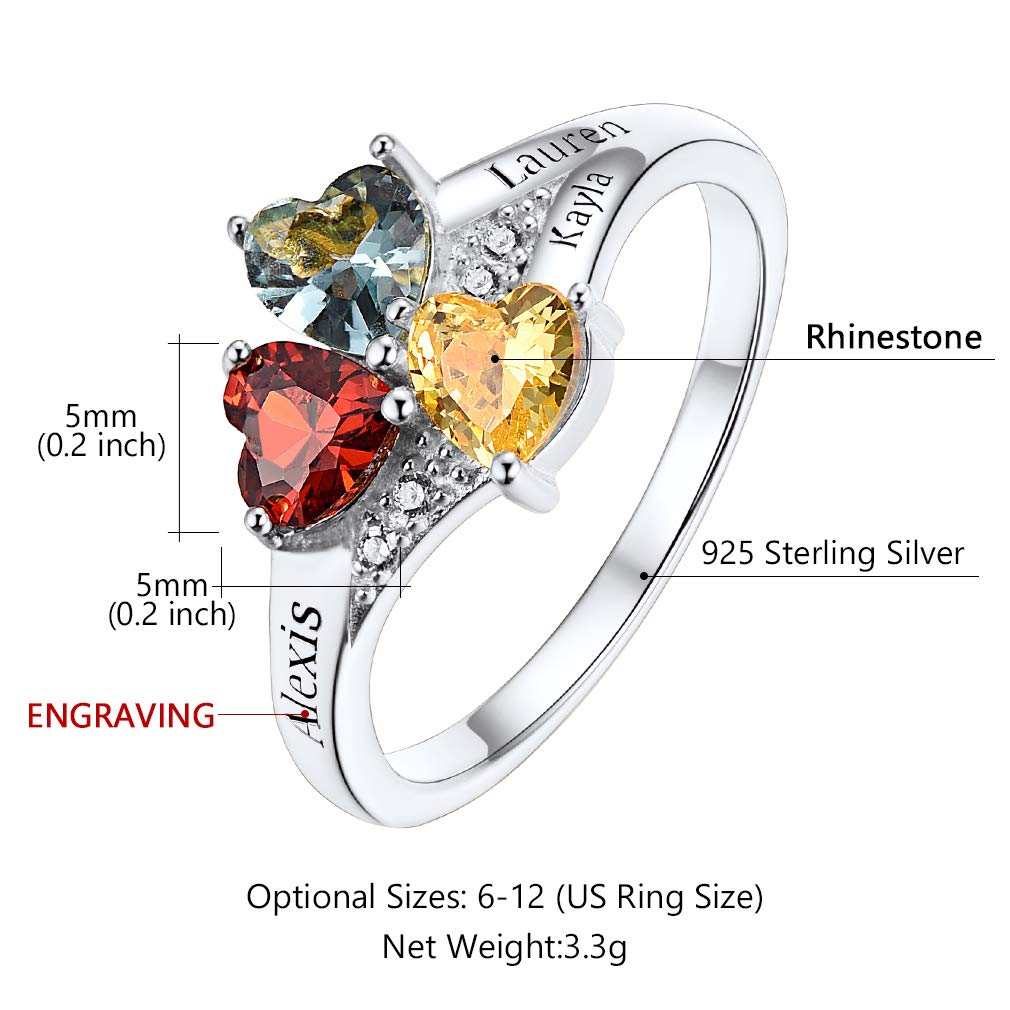 Lauren
Kayla
Rhinestone
5mm
(0.2 inch)
925 Sterling Silver
5mm
(0.2 inch)
Alexis
ENGRAVING
Optional Sizes: 6-12 (US Ring Size)
Net Weight:3.3g